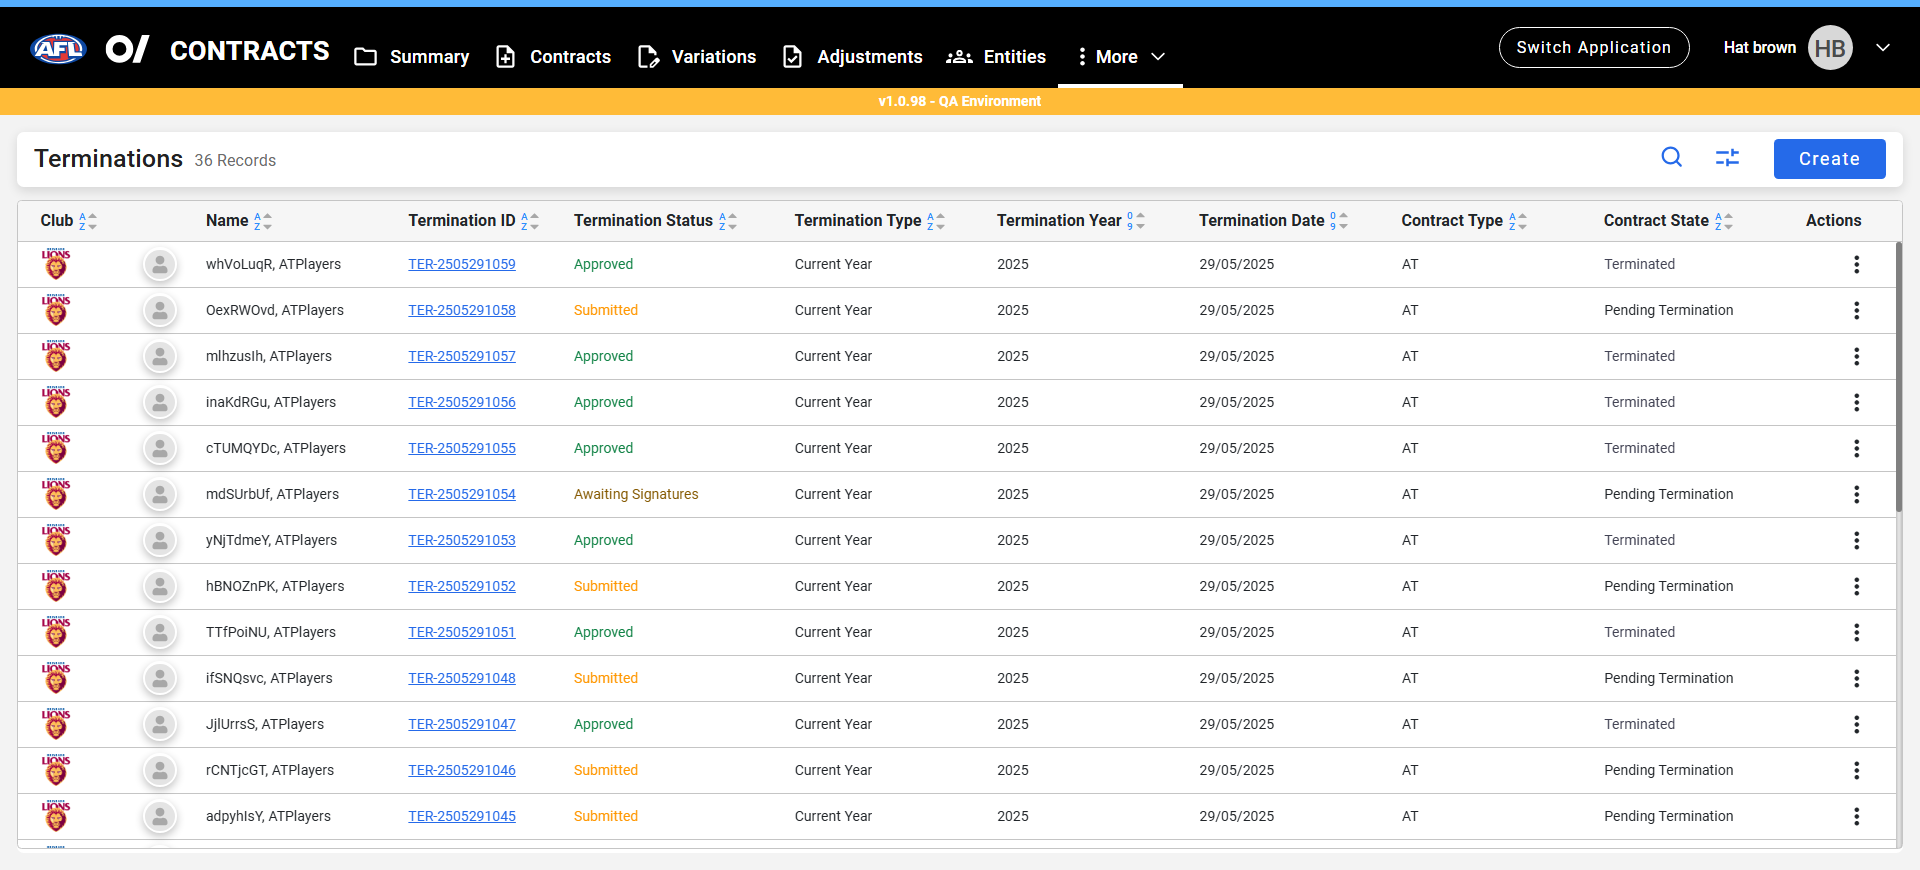 AFL CONTRACTS Summary Contracts Variations Adjustments Entities More Switch Application Hat brown HB
v1.0.98 - QA Environment
Terminations 36 Records Create
Club Name Termination ID Termination Status Termination Type Termination Year Termination Date Contract Type Contract State Actions
LIONS whVoLuqR, ATPlayers TER-2505291059 Approved Current Year 2025 29/05/2025 AT Terminated
LIONS OexRWOvd, ATPlayers TER-2505291058 Submitted Current Year 2025 29/05/2025 AT Pending Termination
LIONS mlhzusIh, ATPlayers TER-2505291057 Approved Current Year 2025 29/05/2025 AT Terminated
LIONS inaKdRGu, ATPlayers TER-2505291056 Approved Current Year 2025 29/05/2025 AT Terminated
LIONS cTUMQYDc, ATPlayers TER-2505291055 Approved Current Year 2025 29/05/2025 AT Terminated
LIONS mdSUrbUf, ATPlayers TER-2505291054 Awaiting Signatures Current Year 2025 29/05/2025 AT Pending Termination
LIONS yNjTdmeY, ATPlayers TER-2505291053 Approved Current Year 2025 29/05/2025 AT Terminated
LIONS hBNOZnPK, ATPlayers TER-2505291052 Submitted Current Year 2025 29/05/2025 AT Pending Termination
LIONS TTfPoiNU, ATPlayers TER-2505291051 Approved Current Year 2025 29/05/2025 AT Terminated
LIONS ifSNQsvc, ATPlayers TER-2505291048 Submitted Current Year 2025 29/05/2025 AT Pending Termination
LIONS JjlUrrsS, ATPlayers TER-2505291047 Approved Current Year 2025 29/05/2025 AT Terminated
LIONS rCNTjcGT, ATPlayers TER-2505291046 Submitted Current Year 2025 29/05/2025 AT Pending Termination
LIONS adpyhIsY, ATPlayers TER-2505291045 Submitted Current Year 2025 29/05/2025 AT Pending Termination